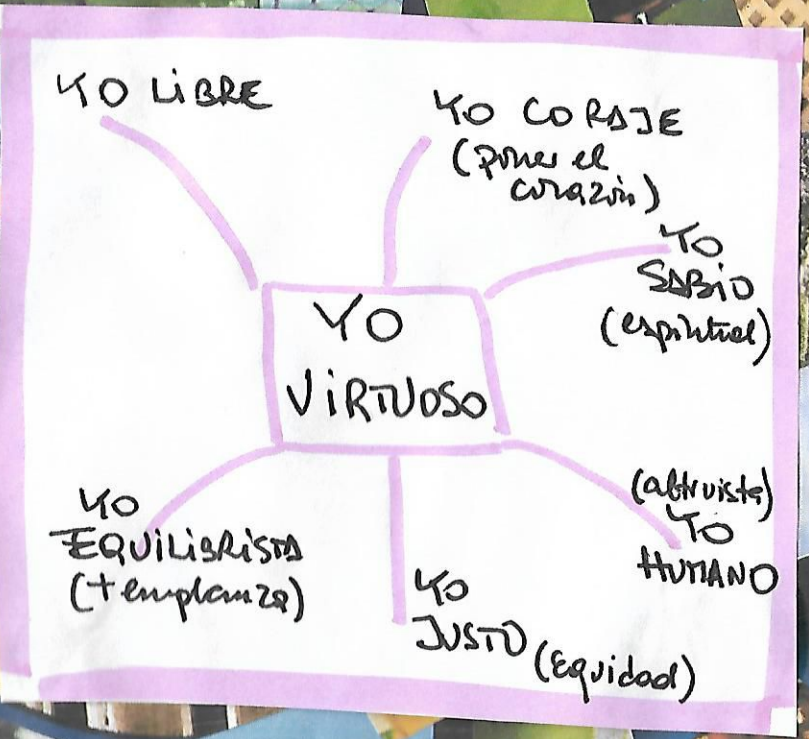 YO LiBRE
YO CORAJE
(poner el
corazón)
YO
SABiO
(espiritual)
YO
ViRTUOSO
(altruista)
YO
HUMANO
YO
EQUiLiBRiSTA
(templanza)
YO
JUSTO (Equidad)